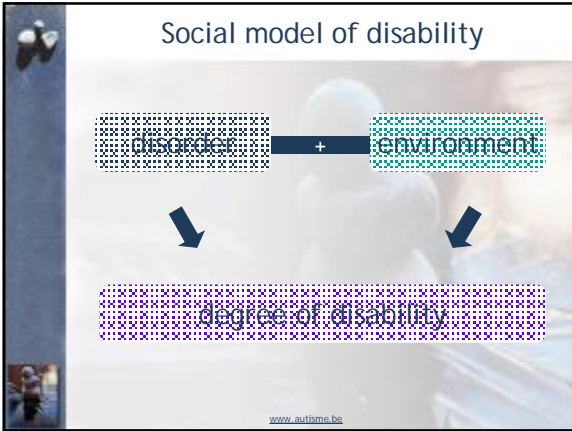 Social model of disability
disorder + environment
degree of disability
www.autisme.be